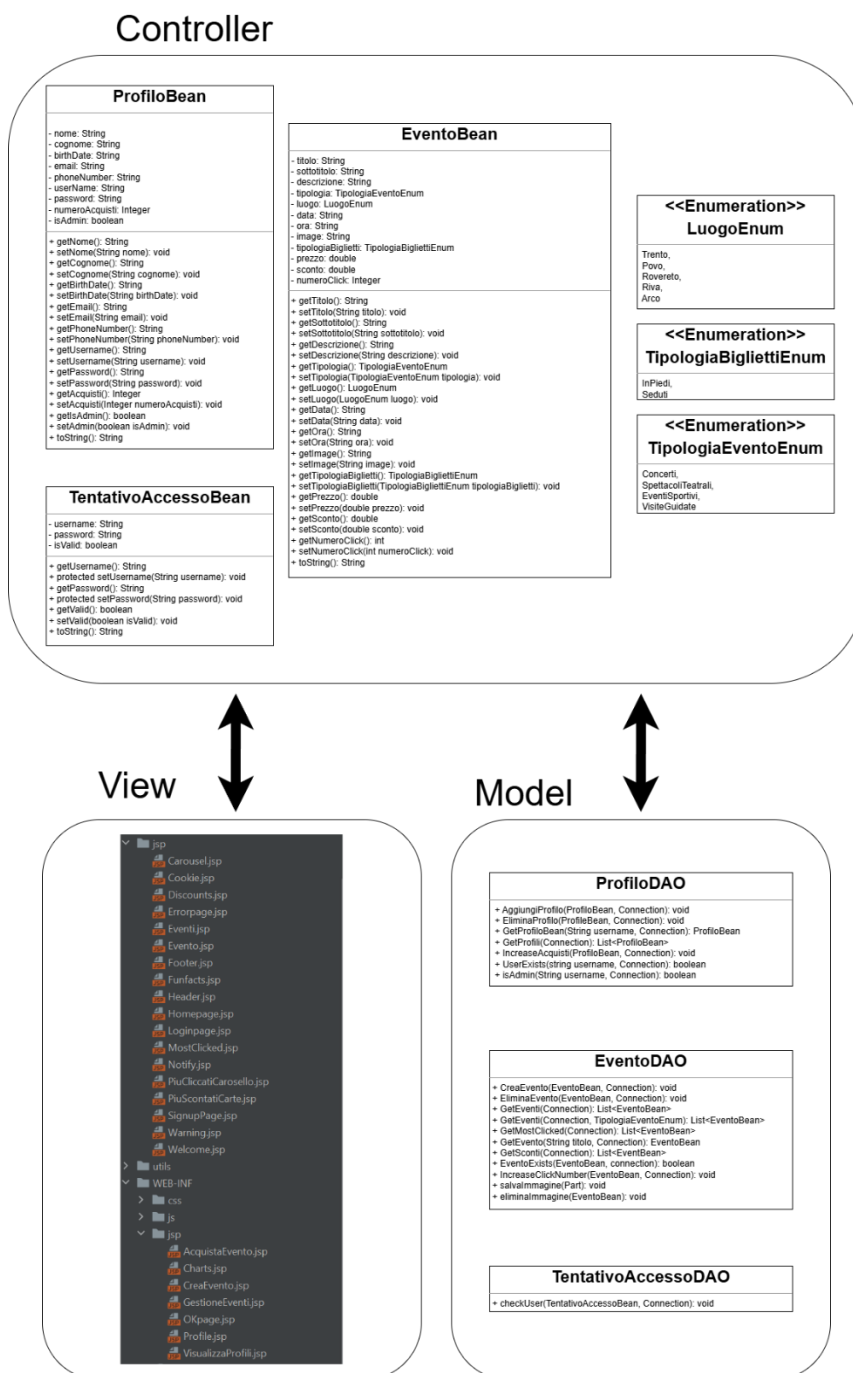 Controller
ProfiloBean
- nome: String
- cognome: String
- birthDate: String
- email: String
- phoneNumber: String
- userName: String
- password: String
- numeroAcquisti: Integer
- isAdmin: boolean
+ getNome(): String
+ setNome(String nome): void
+ getCognome(): String
+ setCognome(String cognome): void
+ getBirthDate(): String
+ setBirthDate(String birthDate): void
+ getEmail(): String
+ setEmail(String email): void
+ getPhoneNumber(): String
+ setPhoneNumber(String phoneNumber): void
+ getUsername(): String
+ setUsername(String username): void
+ getPassword(): String
+ setPassword(String password): void
+ getAcquisti(): Integer
+ setAcquisti(Integer numeroAcquisti): void
+ getIsAdmin(): boolean
+ setAdmin(boolean isAdmin): void
+ toString(): String
TentativoAccessoBean
- username: String
- password: String
- isValid: boolean
+ getUsername(): String
+ protected setUsername(String username): void
+ getPassword(): String
+ protected setPassword(String password): void
+ getValid(): boolean
+ setValid(boolean isValid): void
+ toString(): String
EventoBean
- titolo: String
- sottotitolo: String
- descrizione: String
- tipologia: TipologiaEventoEnum
- luogo: LuogoEnum
- data: String
- ora: String
- image: String
- tipologiaBiglietti: TipologiaBigliettiEnum
- prezzo: double
- sconto: double
- numeroClick: Integer
+ getTitolo(): String
+ setTitolo(String titolo): void
+ getSottotitolo(): String
+ setSottotitolo(String sottotitolo): void
+ getDescrizione(): String
+ setDescrizione(String descrizione): void
+ getTipologia(): TipologiaEventoEnum
+ setTipologia(TipologiaEventoEnum tipologia): void
+ getLuogo(): LuogoEnum
+ setLuogo(LuogoEnum luogo): void
+ getData(): String
+ setData(String data): void
+ getOra(): String
+ setOra(String ora): void
+ getImage(): String
+ setImage(String image): void
+ getTipologiaBiglietti(): TipologiaBigliettiEnum
+ setTipologiaBiglietti(TipologiaBigliettiEnum tipologiaBiglietti): void
+ getPrezzo(): double
+ setPrezzo(double prezzo): void
+ getSconto(): double
+ setSconto(double sconto): void
+ getNumeroClick(): int
+ setNumeroClick(int numeroClick): void
+ toString(): String
<<Enumeration>>
LuogoEnum
Trento,
Povo,
Rovereto,
Riva,
Arco
<<Enumeration>>
TipologiaBigliettiEnum
InPiedi,
Seduti
<<Enumeration>>
TipologiaEventoEnum
Concerti,
SpettacoliTeatrali,
EventiSportivi,
VisiteGuidate
View
jsp
Carousel.jsp
Cookie.jsp
Discounts.jsp
Errorpage.jsp
Eventi.jsp
Evento.jsp
Footer.jsp
Funfacts.jsp
Header.jsp
Homepage.jsp
Loginpage.jsp
MostClicked.jsp
Notify.jsp
PiuCliccatiCarosello.jsp
PiuScontatiCarte.jsp
SignupPage.jsp
Warning.jsp
Welcome.jsp
utils
WEB-INF
css
js
jsp
AcquistaEvento.jsp
Charts.jsp
CreaEvento.jsp
GestioneEventi.jsp
OKpage.jsp
Profile.jsp
VisualizzaProfili.jsp
Model
ProfiloDAO
+ AggiungiProfilo(ProfiloBean, Connection): void
+ EliminaProfilo(ProfileBean, Connection): void
+ GetProfiloBean(String username, Connection): ProfiloBean
+ GetProfili(Connection): List<ProfiloBean>
+ IncreaseAcquisti(ProfiloBean, Connection): void
+ UserExists(string username, Connection): boolean
+ isAdmin(String username, Connection): boolean
EventoDAO
+ CreaEvento(EventoBean, Connection): void
+ EliminaEvento(EventoBean, Connection): void
+ GetEventi(Connection): List<EventoBean>
+ GetEventi(Connection, TipologiaEventoEnum): List<EventoBean>
+ GetMostClicked(Connection): List<EventoBean>
+ GetEvento(String titolo, Connection): EventoBean
+ GetSconti(Connection): List<EventBean>
+ EventoExists(EventoBean, connection): boolean
+ IncreaseClickNumber(EventoBean, Connection): void
+ salvaImmagine(Part): void
+ eliminaImmagine(EventoBean): void
TentativoAccessoDAO
+ checkUser(TentativoAccessoBean, Connection): void